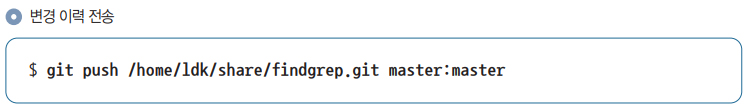 변경 이력 전송
$ git push /home/ldk/share/findgrep.git master:master